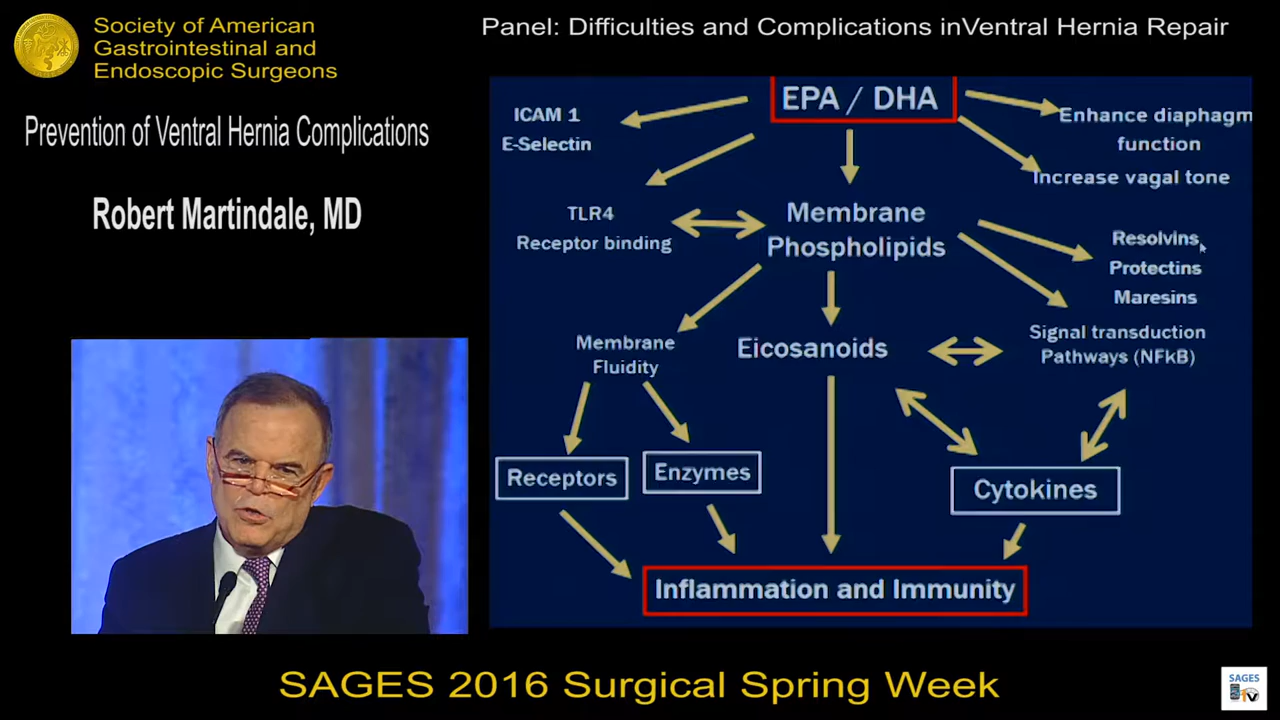 Society of American
Gastrointestinal and
Endoscopic Surgeons
Panel: Difficulties and Complications inVentral Hernia Repair
Prevention of Ventral Hernia Complications
Robert Martindale, MD
EPA / DHA
ICAM 1
E-Selectin
Enhance diaphagm
function
Increase vagal tone
TLR4
Receptor binding
Membrane
Phospholipids
Resolvins
Protectins
Maresins
Membrane
Fluidity
Eicosanoids
Signal transduction
Pathways (NFkB)
Receptors
Enzymes
Cytokines
Inflammation and Immunity
SAGES 2016 Surgical Spring Week
SAGES
TV